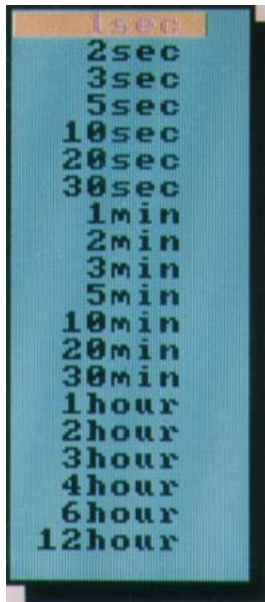 1sec
2sec
3sec
5sec
10sec
20sec
30sec
1min
2min
3min
5min
10min
20min
30min
1hour
2hour
3hour
4hour
6hour
12hour